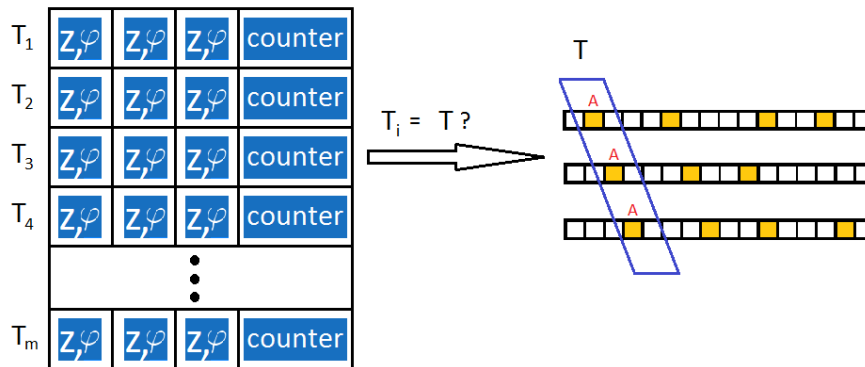 T1 z,φ z,φ z,φ counter
T2 z,φ z,φ z,φ counter
T3 z,φ z,φ z,φ counter
T4 z,φ z,φ z,φ counter
Tm z,φ z,φ z,φ counter
Ti = T ?
T
A
A
A